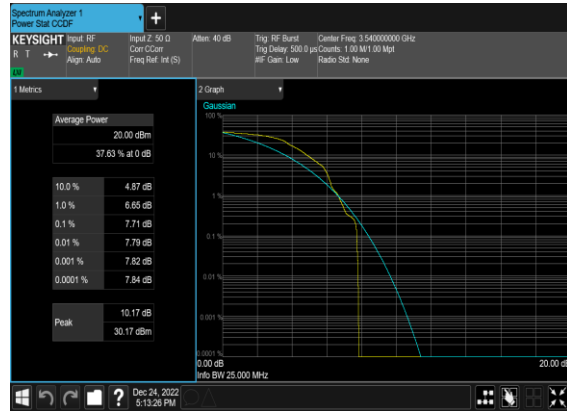 Spectrum Analyzer 1
Power Stat CCDF
+
KEYSIGHT
R T
LW
Input: RF
Coupling: DC
Align: Auto
Input Z: 50 Ω
Corr CCorr
Freq Ref: Int (S)
Atten: 40 dB
Trig: RF Burst
Trig Delay: 500.0 µs
#IF Gain: Low
Center Freq: 3.540000000 GHz
Counts: 1.00 M/1.00 Mpt
Radio Std: None
1 Metrics
Average Power
20.00 dBm
37.63 % at 0 dB
10.0 % 4.87 dB
1.0 % 6.65 dB
0.1 % 7.71 dB
0.01 % 7.79 dB
0.001 % 7.82 dB
0.0001 % 7.84 dB
Peak
10.17 dB
30.17 dBm
2 Graph
Gaussian
100 %
10 %
1 %
0.1 %
0.01 %
0.001 %
0.0001 %
0.00 dB 20.00 dB
Info BW 25.000 MHz
? Dec 24, 2022
5:13:26 PM